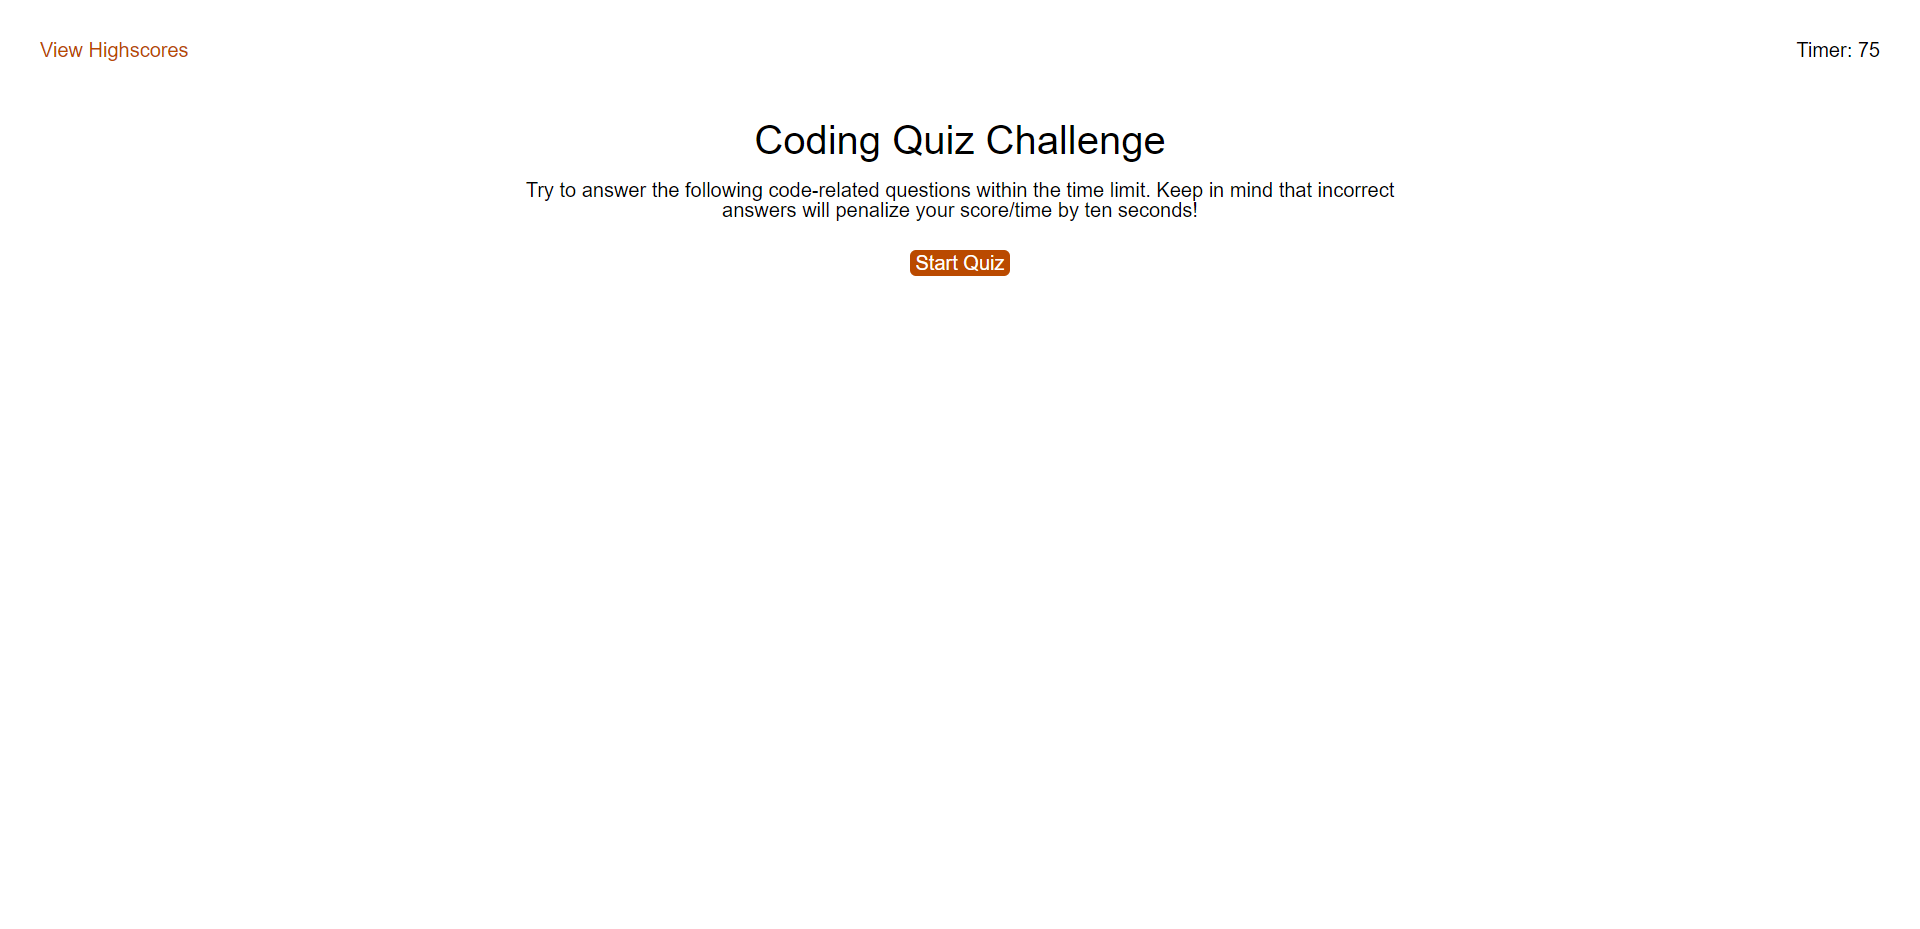 View Highscores
Timer: 75
Coding Quiz Challenge
Try to answer the following code-related questions within the time limit. Keep in mind that incorrect
answers will penalize your score/time by ten seconds!
Start Quiz